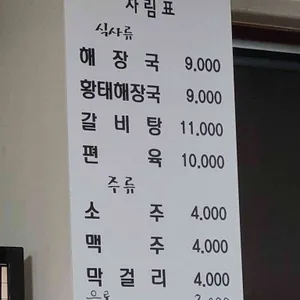 차림표
식사류
해장국 9,000
황태해장국 9,000
갈비탕 11,000
편육 10,000
주류
소주 4,000
맥주 4,000
막걸리 4,000